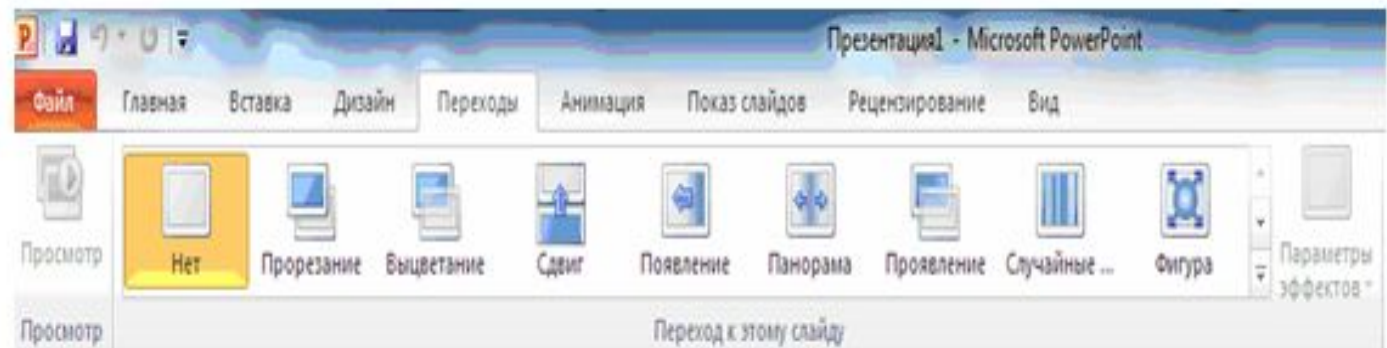 P Презентация1 - Microsoft PowerPoint
Файл Главная Вставка Дизайн Переходы Анимация Показ слайдов Рецензирование Вид
Просмотр Нет Прорезание Выцветание Сдвиг Появление Панорама Проявление Случайные ... Фигура Параметры
эффектов
Просмотр Переход к этому слайду